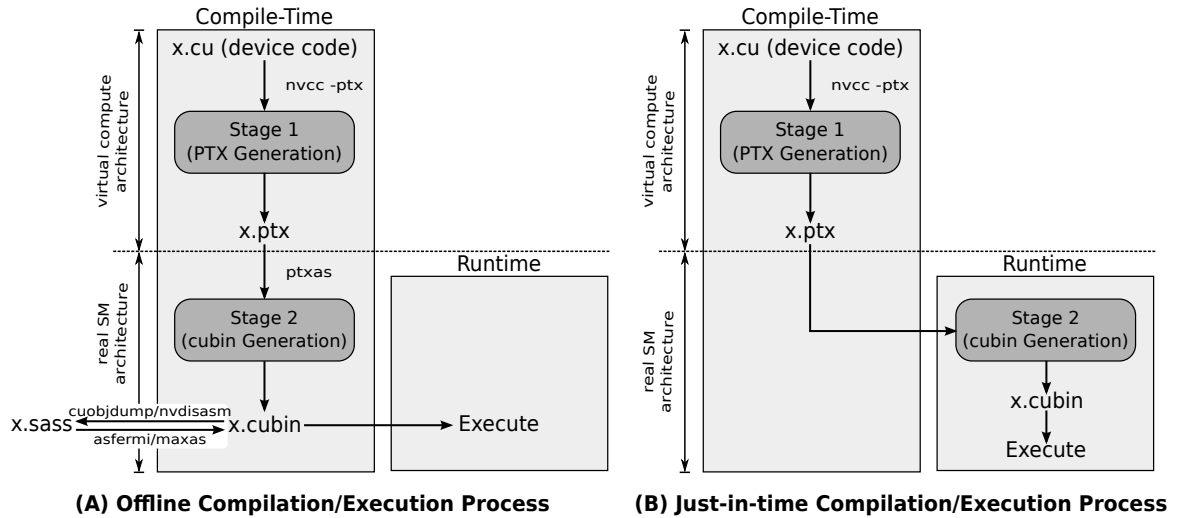 Compile-Time
x.cu (device code)
nvcc -ptx
Stage 1
(PTX Generation)
x.ptx
virtual compute
architecture
ptxas
Stage 2
(cubin Generation)
real SM
architecture
x.sass
cuobjdump/nvdisasm
asfermi/maxas
x.cubin
Runtime
Execute
(A) Offline Compilation/Execution Process
Compile-Time
x.cu (device code)
nvcc -ptx
Stage 1
(PTX Generation)
x.ptx
virtual compute
architecture
real SM
architecture
Runtime
Stage 2
(cubin Generation)
x.cubin
Execute
(B) Just-in-time Compilation/Execution Process